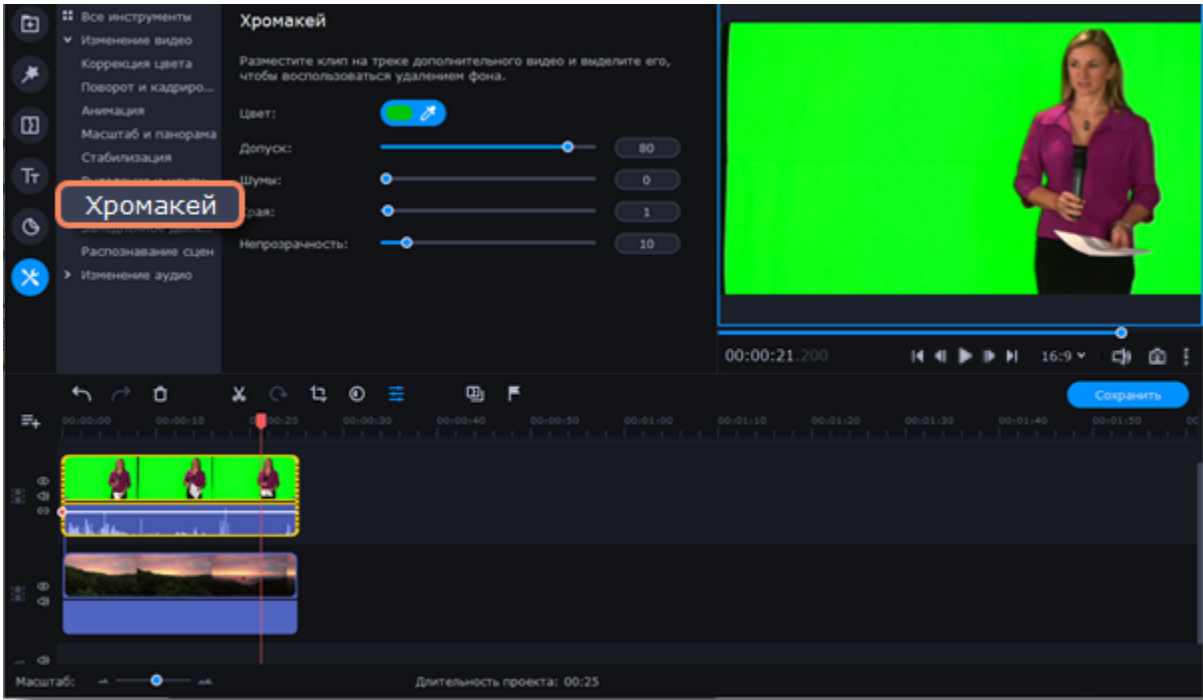 Все инструменты
Изменение видео
Коррекция цвета
Поворот и кадриро...
Анимация
Масштаб и панорама
Стабилизация
Хромакей
Распознавание сцен
Изменение аудио
Хромакей
Разместите клип на треке дополнительного видео и выделите его,
чтобы воспользоваться удалением фона.
Цвет:
Допуск: 80
Шумы: 0
Края: 1
Непрозрачность: 10
00:00:21.200
16:9
Сохранить
00:00:00 00:00:10 00:00:20 00:00:30 00:00:40 00:00:50 00:01:00 00:01:10 00:01:20 00:01:30 00:01:40 00:01:50
Масштаб:
Длительность проекта: 00:25